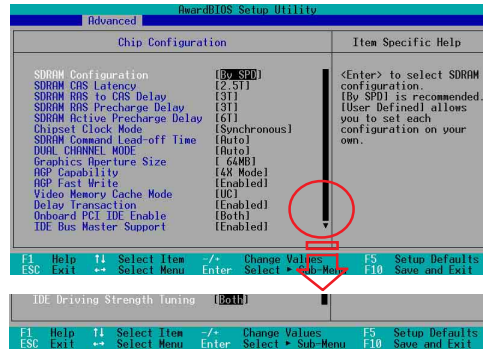 AwardBIOS Setup Utility
Advanced
Chip Configuration
Item Specific Help
SDRAM Configuration [By SPD]
SDRAM CAS Latency [2.5T]
SDRAM RAS to CAS Delay [3T]
SDRAM RAS Precharge Delay [3T]
SDRAM Active Precharge Delay [6T]
Chipset Clock Mode [Synchronous]
SDRAM Command Lead-off Time [Auto]
DUAL CHANNEL MODE [Auto]
Graphics Aperture Size [ 64MB]
AGP Capability [4X Mode]
AGP Fast Write [Enabled]
Video Memory Cache Mode [UC]
Delay Transaction [Enabled]
Onboard PCI IDE Enable [Both]
IDE Bus Master Support [Enabled]
<Enter> to select SDRAM
configuration.
[By SPD] is recommended.
[User Defined] allows
you to set each
configuration on your
own.
F1 Help ↑↓ Select Item -/+ Change Values F5 Setup Defaults
ESC Exit ↔ Select Menu Enter Select ▸ Sub-Menu F10 Save and Exit
IDE Driving Strength Tuning [Both]
F1 Help ↑↓ Select Item -/+ Change Values F5 Setup Defaults
ESC Exit ↔ Select Menu Enter Select ▸ Sub-Menu F10 Save and Exit